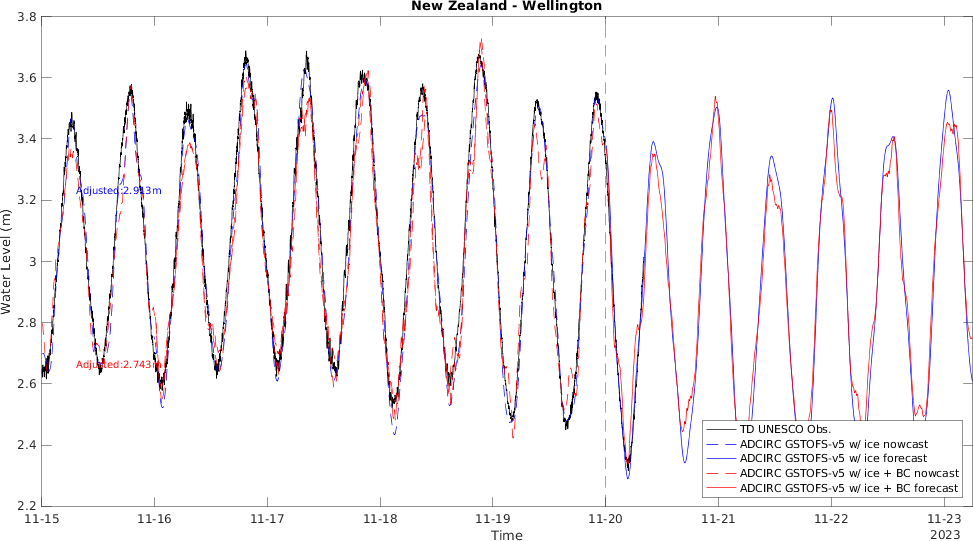 New Zealand - Wellington
Water Level (m)
3.8
3.6
3.4
3.2
3
2.8
2.6
2.4
2.2
Adjusted:2.913m
Adjusted:2.743m
TD UNESCO Obs.
ADCIRC GSTOFS-v5 w/ ice nowcast
ADCIRC GSTOFS-v5 w/ ice forecast
ADCIRC GSTOFS-v5 w/ ice + BC nowcast
ADCIRC GSTOFS-v5 w/ ice + BC forecast
11-15 11-16 11-17 11-18 11-19 11-20 11-21 11-22 11-23
Time 2023